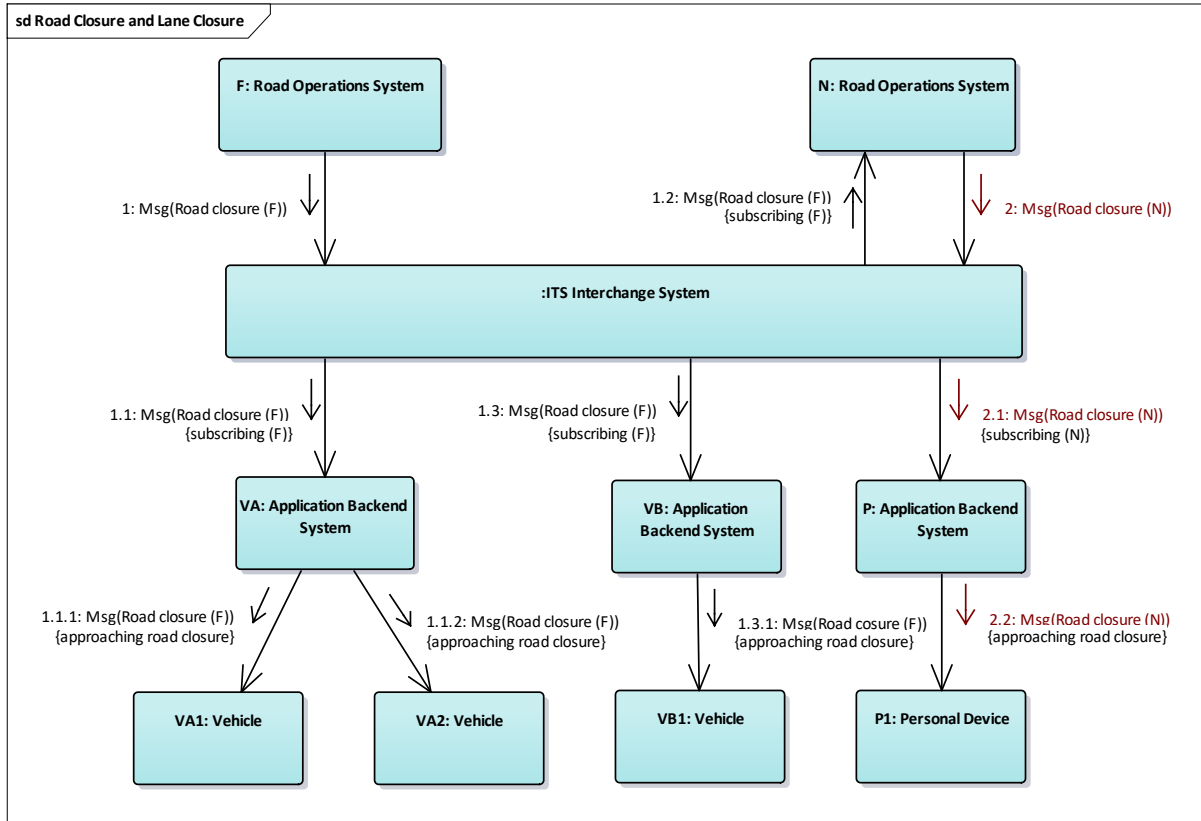 sd Road Closure and Lane Closure
F: Road Operations System
N: Road Operations System
1: Msg(Road closure (F))
1.2: Msg(Road closure (F))
{subscribing (F)}
2: Msg(Road closure (N))
:ITS Interchange System
1.1: Msg(Road closure (F))
{subscribing (F)}
1.3: Msg(Road closure (F))
{subscribing (F)}
2.1: Msg(Road closure (N))
{subscribing (N)}
VA: Application Backend
System
VB: Application
Backend System
P: Application Backend
System
1.1.1: Msg(Road closure (F))
{approaching road closure}
1.1.2: Msg(Road closure (F))
{approaching road closure}
1.3.1: Msg(Road cosure (F))
{approaching road closure}
2.2: Msg(Road closure (N))
{approaching road closure}
VA1: Vehicle
VA2: Vehicle
VB1: Vehicle
P1: Personal Device